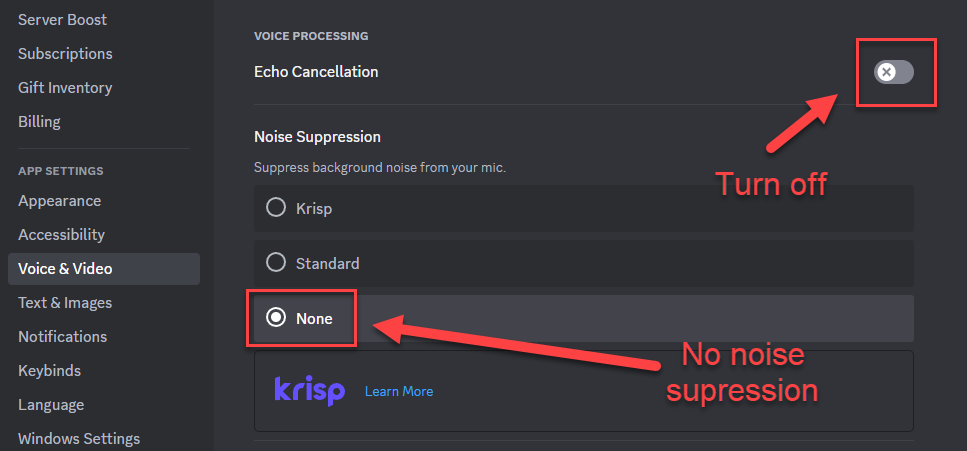 Server Boost
Subscriptions
Gift Inventory
Billing
APP SETTINGS
Appearance
Accessibility
Voice & Video
Text & Images
Notifications
Keybinds
Language
Windows Settings
VOICE PROCESSING
Echo Cancellation
Turn off
Noise Suppression
Suppress background noise from your mic.
Krisp
Standard
None
No noise
supression
krisp
Learn More